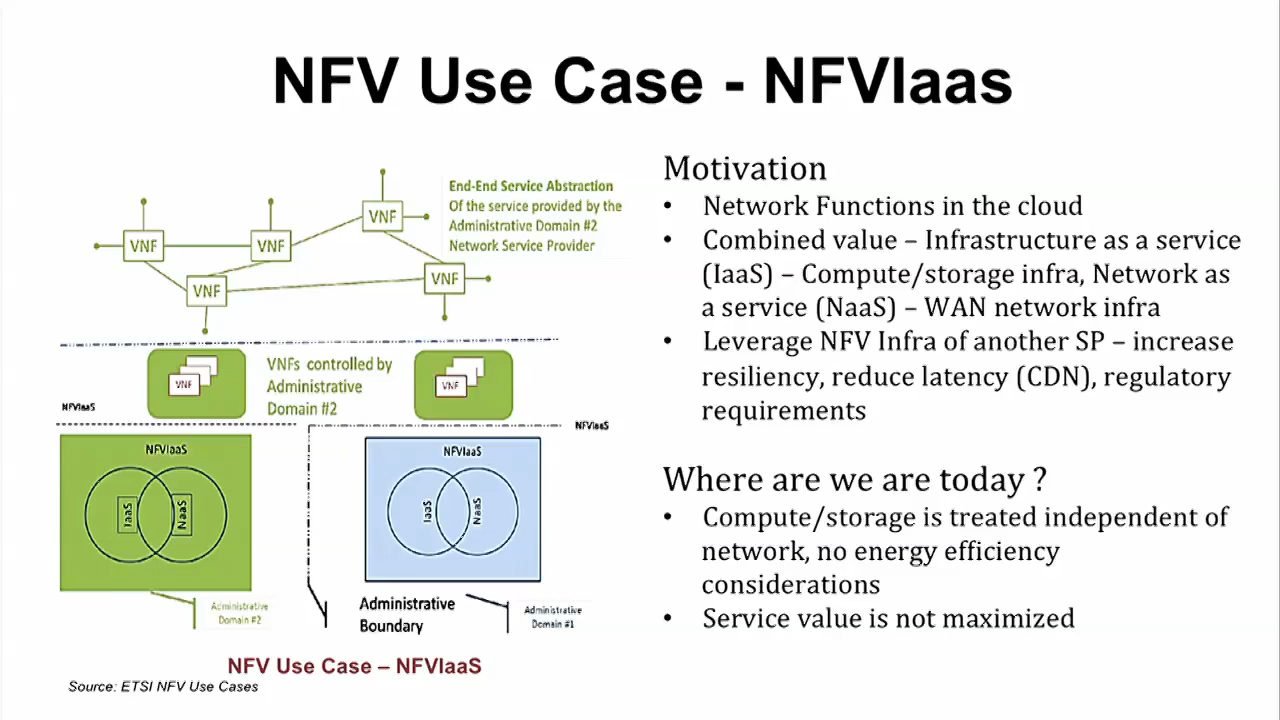 NFV Use Case - NFVIaas
End-End Service Abstraction
Of the service provided by the
Administrative Domain #2
Network Service Provider
VNF
VNF
VNF
VNF
VNF
VNFs controlled by
Administrative
Domain #2
VNF
VNF
NFVIaaS
NFVIaaS
NFVIaaS
IaaS
NaaS
NFVIaaS
IaaS
NaaS
Administrative
Domain #2
Administrative
Boundary
Administrative
Domain #1
NFV Use Case – NFVIaaS
Source: ETSI NFV Use Cases
Motivation
• Network Functions in the cloud
• Combined value – Infrastructure as a service
(IaaS) – Compute/storage infra, Network as
a service (NaaS) – WAN network infra
• Leverage NFV Infra of another SP – increase
resiliency, reduce latency (CDN), regulatory
requirements
Where are we are today ?
• Compute/storage is treated independent of
network, no energy efficiency
considerations
• Service value is not maximized